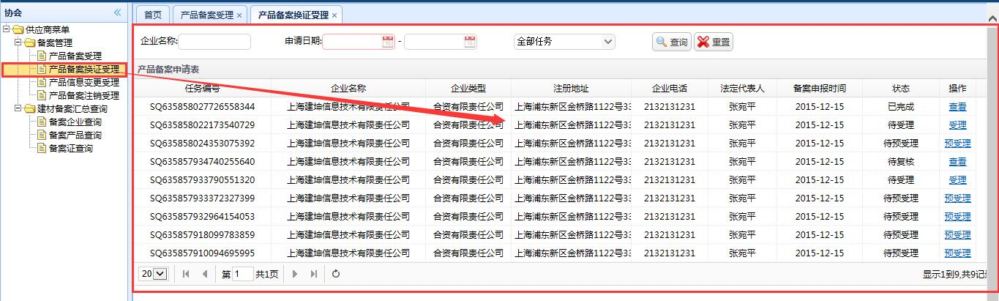 协会
首页 产品备案受理 产品备案换证受理
供应商菜单
备案管理
产品备案受理
产品备案换证受理
产品信息变更受理
产品备案注销受理
建材备案汇总查询
备案企业查询
备案产品查询
备案证查询
企业名称: 申请日期: - 全部任务 查询 重置
产品备案申请表
任务编号 企业名称 企业类型 注册地址 企业电话 法定代表人 备案申报时间 状态 操作
SQ635858027726558344 上海建坤信息技术有限责任公司 合资有限责任公司 上海浦东新区金桥路1122号33 2132131231 张宛平 2015-12-15 已完成 查看
SQ635858022173540729 上海建坤信息技术有限责任公司 合资有限责任公司 上海浦东新区金桥路1122号33 2132131231 张宛平 2015-12-15 待受理 受理
SQ635858024353075392 上海建坤信息技术有限责任公司 合资有限责任公司 上海浦东新区金桥路1122号33 2132131231 张宛平 2015-12-15 待预受理 预受理
SQ635857934740255640 上海建坤信息技术有限责任公司 合资有限责任公司 上海浦东新区金桥路1122号33 2132131231 张宛平 2015-12-15 待复核 查看
SQ635857933790551320 上海建坤信息技术有限责任公司 合资有限责任公司 上海浦东新区金桥路1122号33 2132131231 张宛平 2015-12-15 待受理 受理
SQ635857933372327399 上海建坤信息技术有限责任公司 合资有限责任公司 上海浦东新区金桥路1122号33 2132131231 张宛平 2015-12-15 待预受理 预受理
SQ635857932964154053 上海建坤信息技术有限责任公司 合资有限责任公司 上海浦东新区金桥路1122号33 2132131231 张宛平 2015-12-15 待预受理 预受理
SQ635857918099783859 上海建坤信息技术有限责任公司 合资有限责任公司 上海浦东新区金桥路1122号33 2132131231 张宛平 2015-12-15 待预受理 预受理
SQ635857910094695995 上海建坤信息技术有限责任公司 合资有限责任公司 上海浦东新区金桥路1122号33 2132131231 张宛平 2015-12-15 待预受理 预受理
20 第 1 共1页 显示1到9,共9记